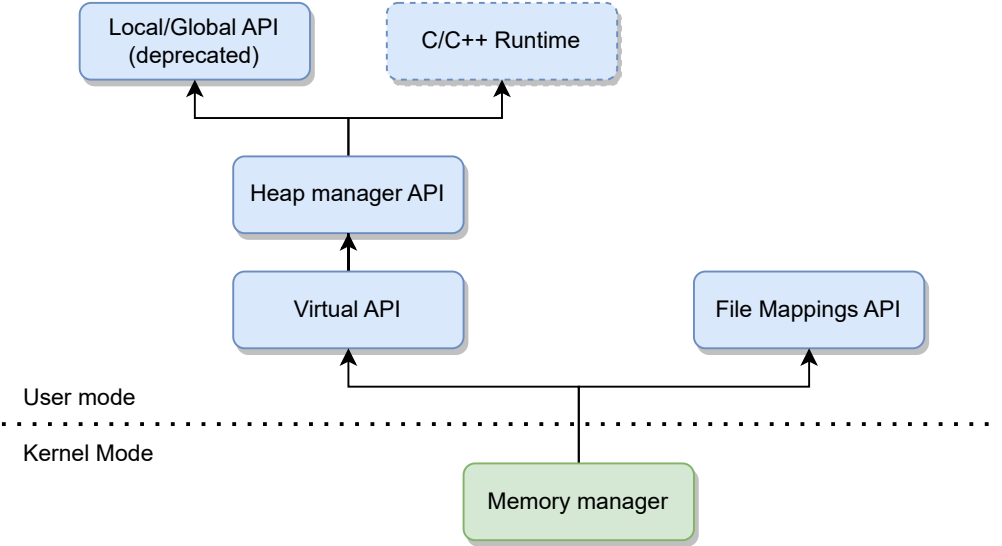 Local/Global API
(deprecated)
C/C++ Runtime
Heap manager API
Virtual API
File Mappings API
User mode
Kernel Mode
Memory manager